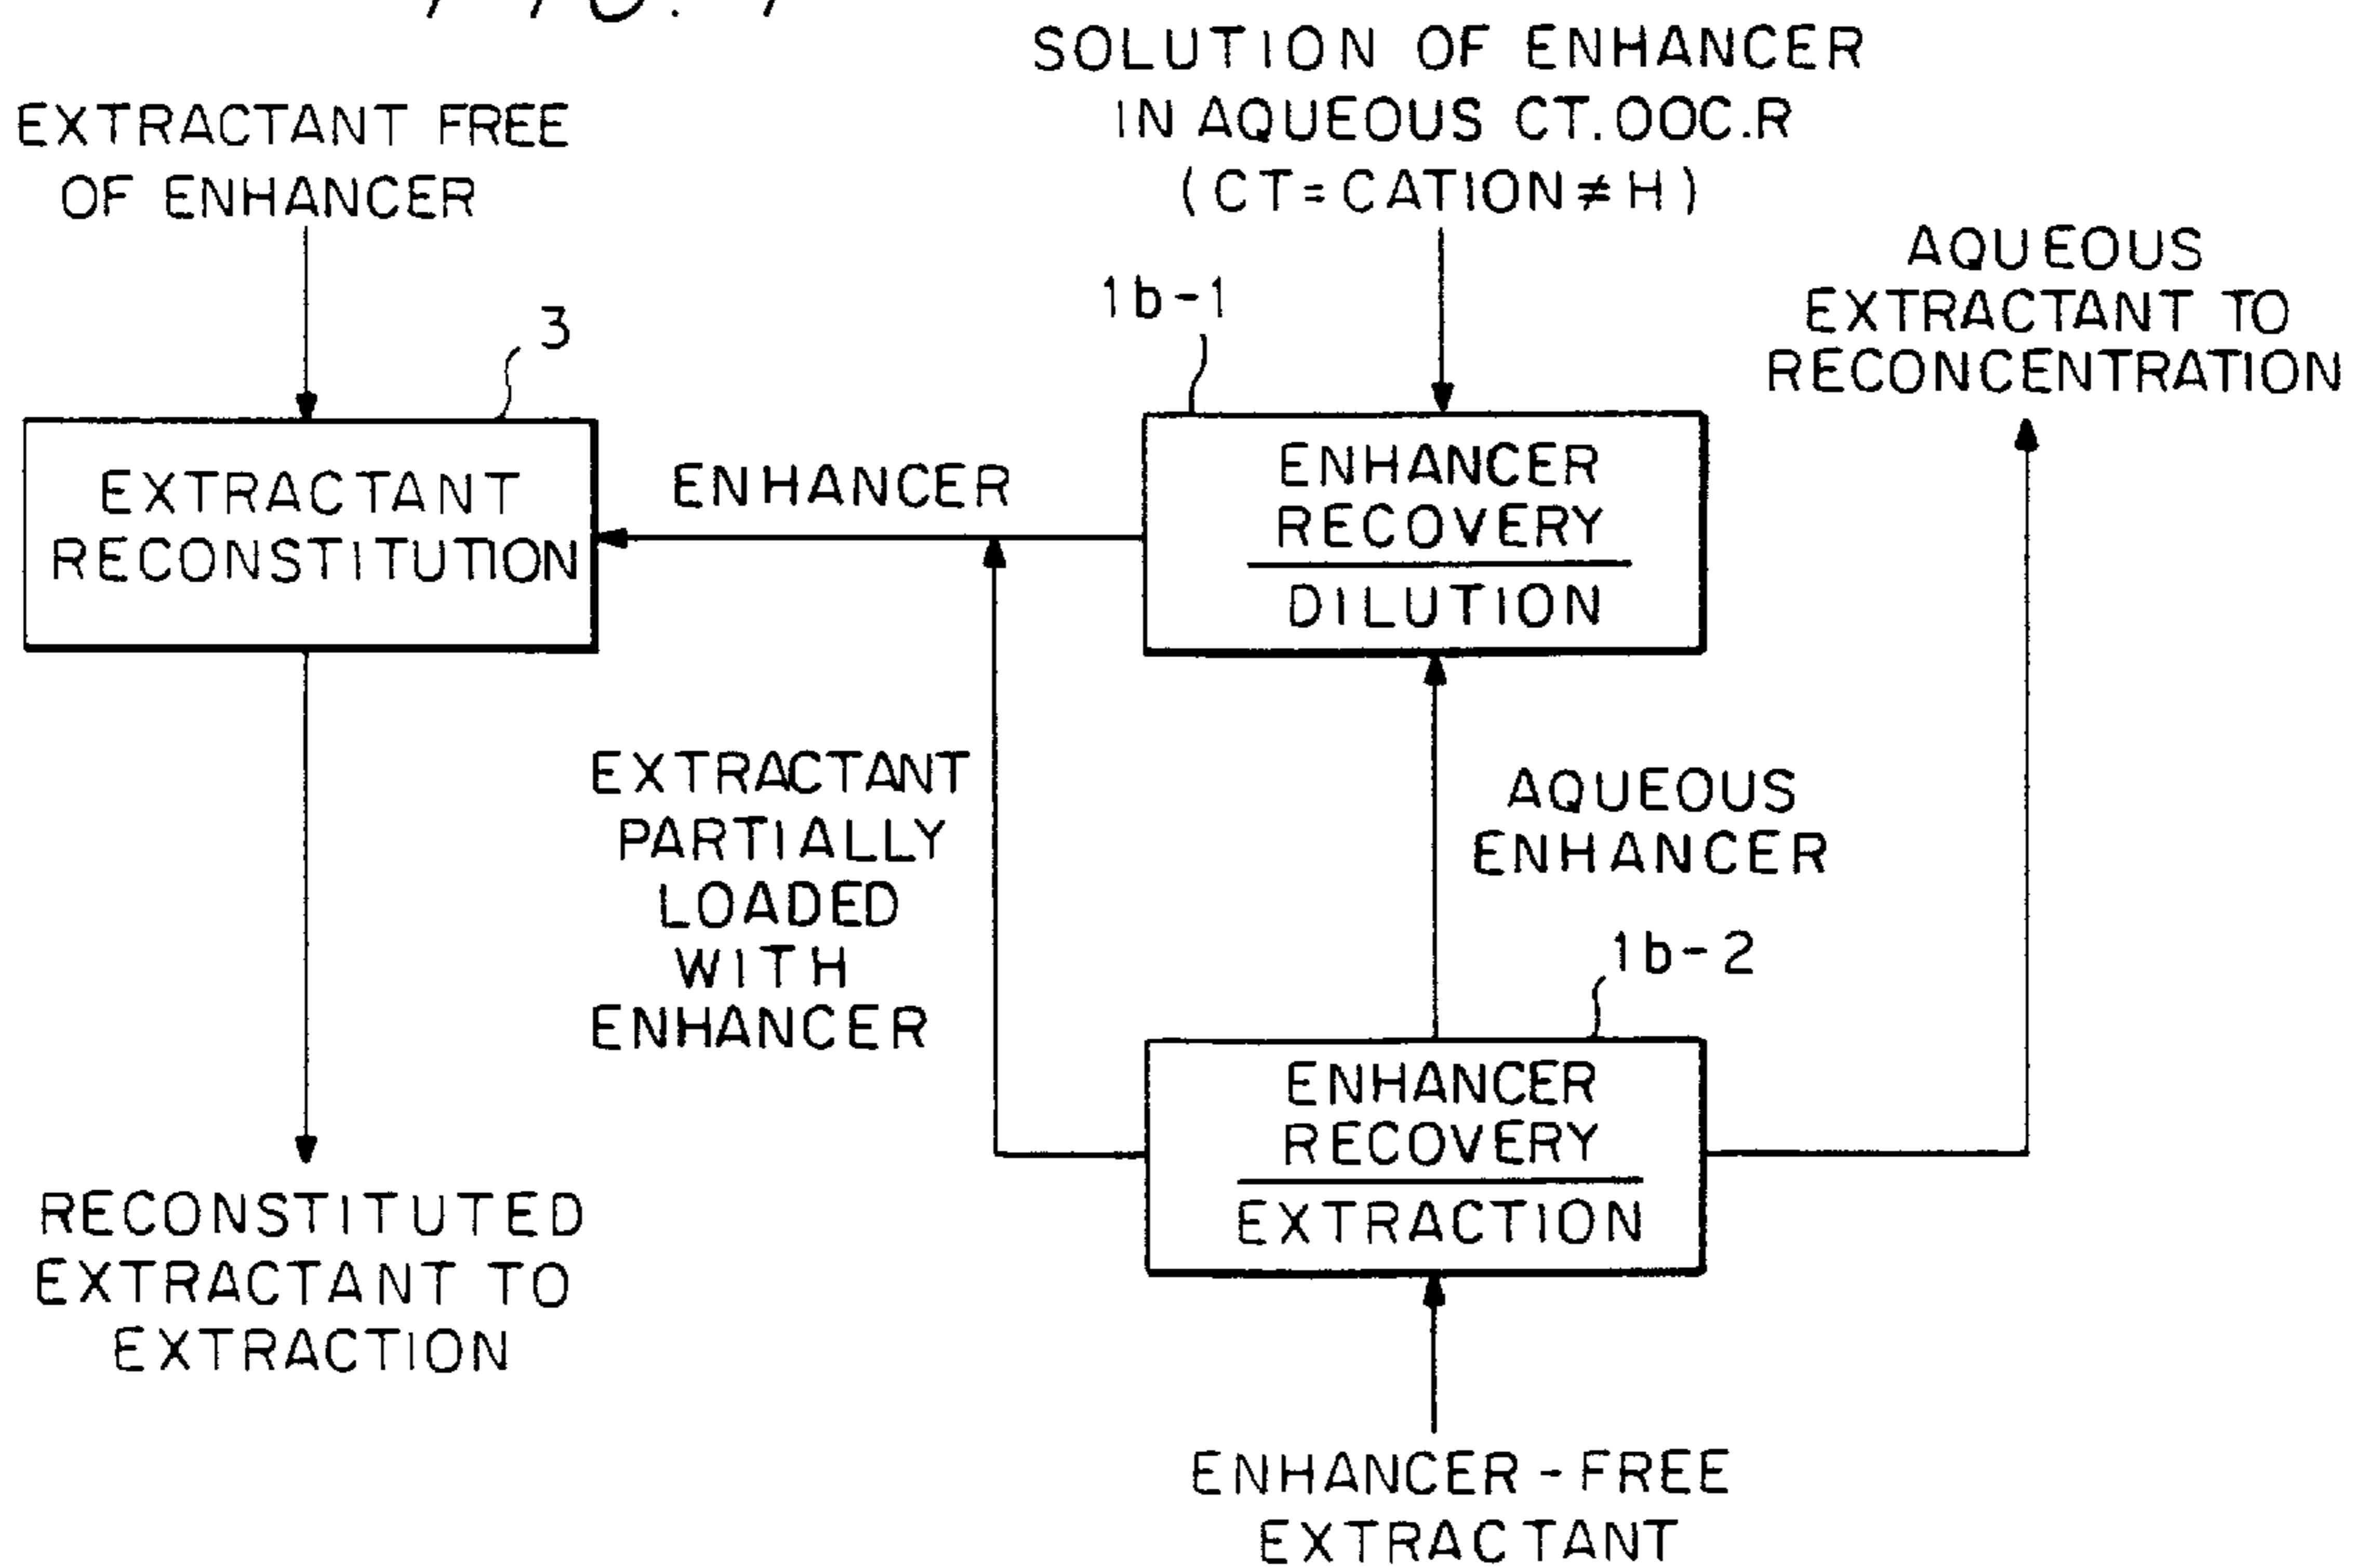 EXTRACTANT FREE
OF ENHANCER
SOLUTION OF ENHANCER
IN AQUEOUS CT.OOC.R
(CT=CATION≠H)
AQUEOUS
EXTRACTANT TO
RECONCENTRATION
3
1b-1
EXTRACTANT
RECONSTITUTION
ENHANCER
ENHANCER
RECOVERY
DILUTION
EXTRACTANT
PARTIALLY
LOADED
WITH
ENHANCER
AQUEOUS
ENHANCER
1b-2
ENHANCER
RECOVERY
EXTRACTION
RECONSTITUTED
EXTRACTANT TO
EXTRACTION
ENHANCER-FREE
EXTRACTANT